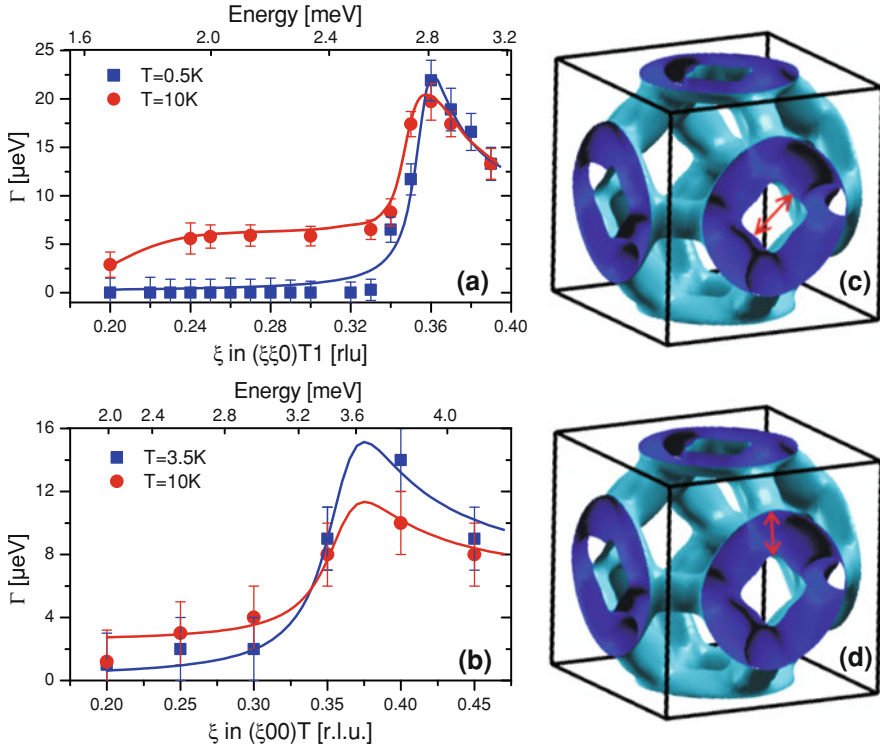 Energy [meV]
1.6 2.0 2.4 2.8 3.2
25
20
15
10
5
0
Γ [µeV]
T=0.5K
T=10K
(a)
0.20 0.24 0.28 0.32 0.36 0.40
ξ in (ξξ0)T1 [rlu]
(c)
Energy [meV]
2.0 2.4 2.8 3.2 3.6 4.0
16
12
8
4
0
Γ [µeV]
T=3.5K
T=10K
(b)
0.20 0.25 0.30 0.35 0.40 0.45
ξ in (ξ00)T [r.l.u.]
(d)